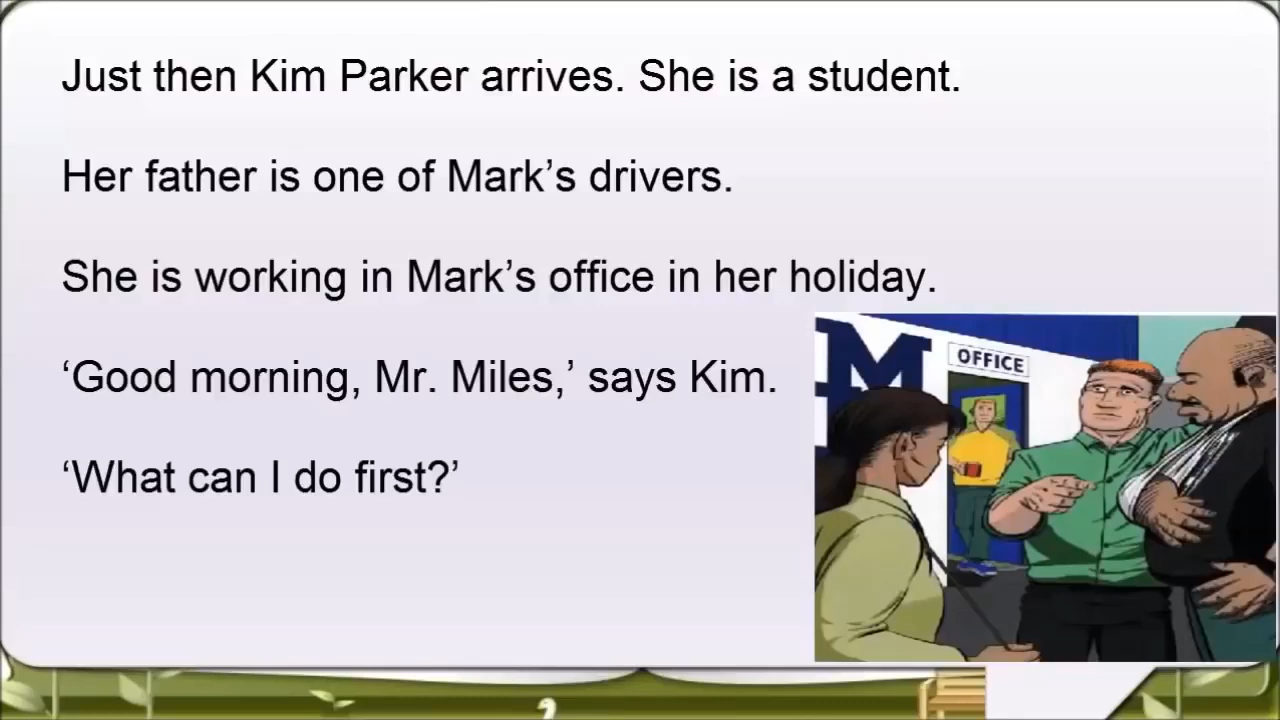 Just then Kim Parker arrives. She is a student.
Her father is one of Mark’s drivers.
She is working in Mark’s office in her holiday.
‘Good morning, Mr. Miles,’ says Kim.
‘What can I do first?’
M
OFFICE